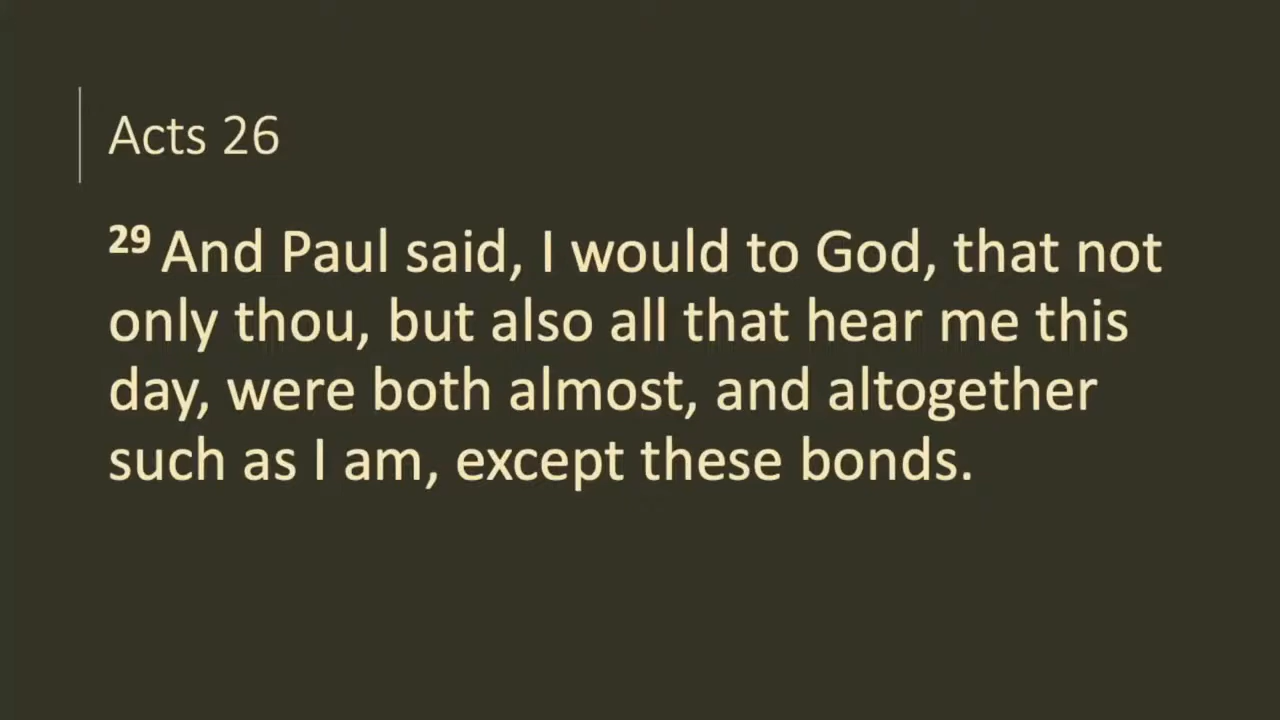 Acts 26
29 And Paul said, I would to God, that not
only thou, but also all that hear me this
day, were both almost, and altogether
such as I am, except these bonds.